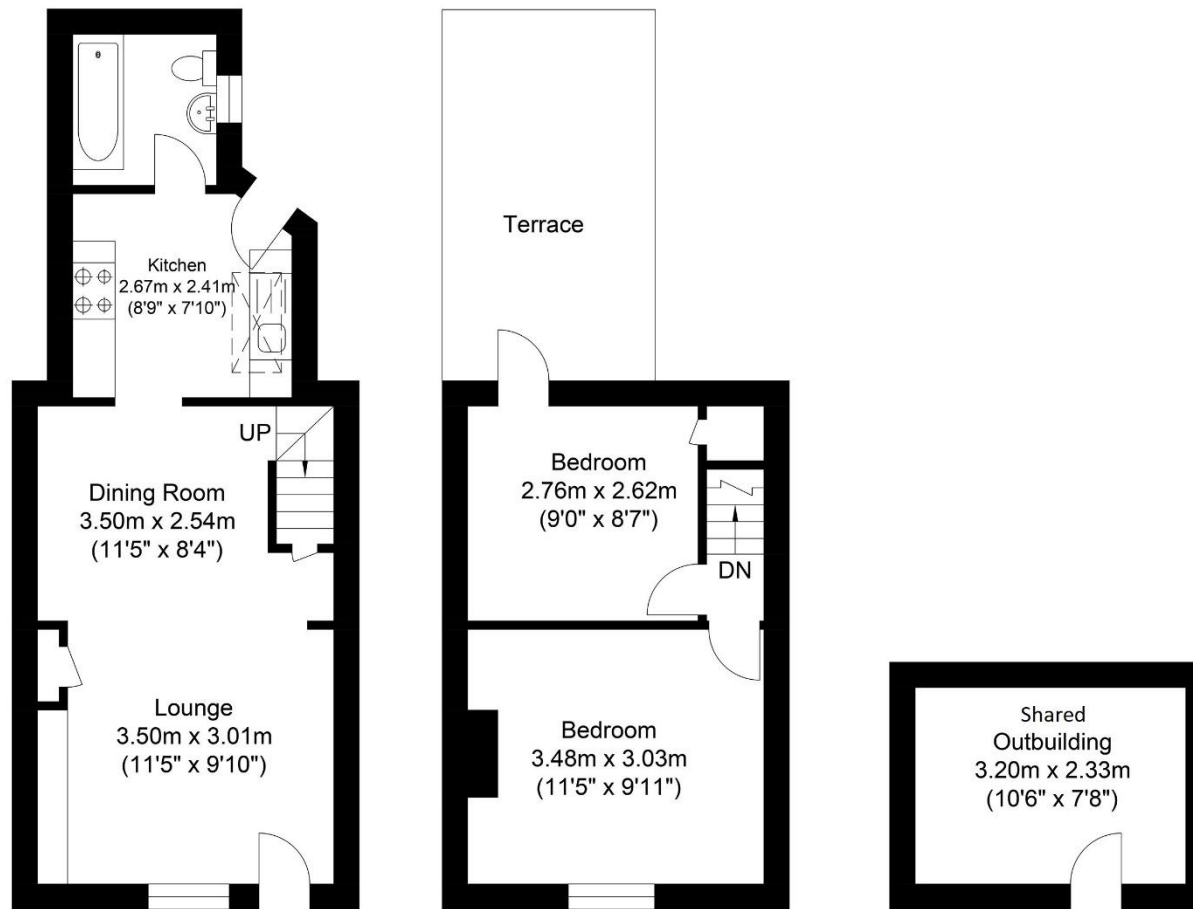 Kitchen
2.67m x 2.41m
(8'9" x 7'10")
UP
Dining Room
3.50m x 2.54m
(11'5" x 8'4")
Lounge
3.50m x 3.01m
(11'5" x 9'10")
Terrace
Bedroom
2.76m x 2.62m
(9'0" x 8'7")
DN
Bedroom
3.48m x 3.03m
(11'5" x 9'11")
Shared
Outbuilding
3.20m x 2.33m
(10'6" x 7'8")